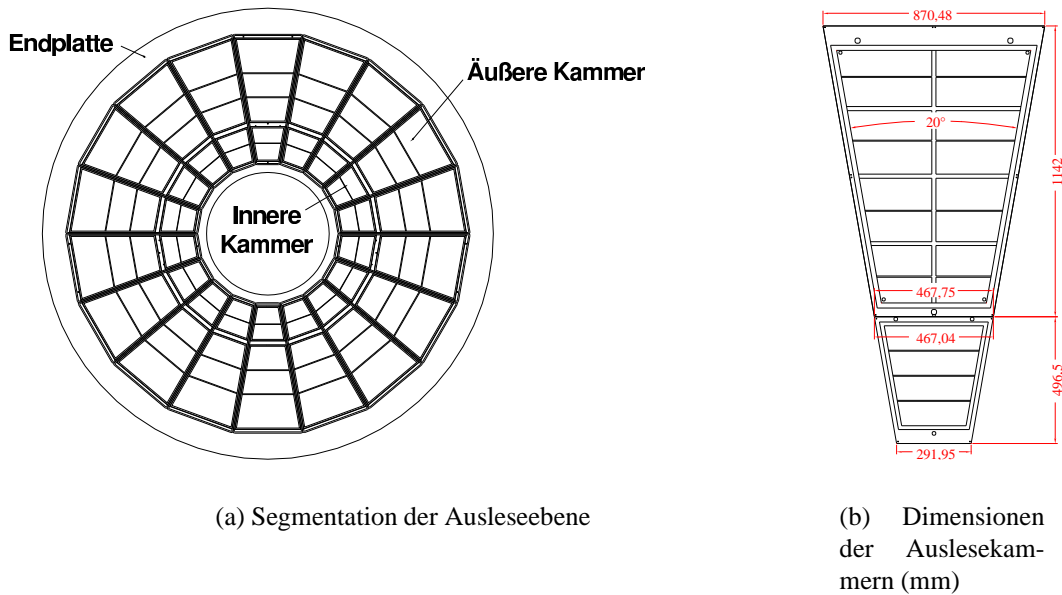 Endplatte
Äußere Kammer
Innere
Kammer
870,48
20°
1142
467,75
467,04
496,5
291,95
(a) Segmentation der Ausleseebene
(b) Dimensionen
der Auslesekam-
mern (mm)